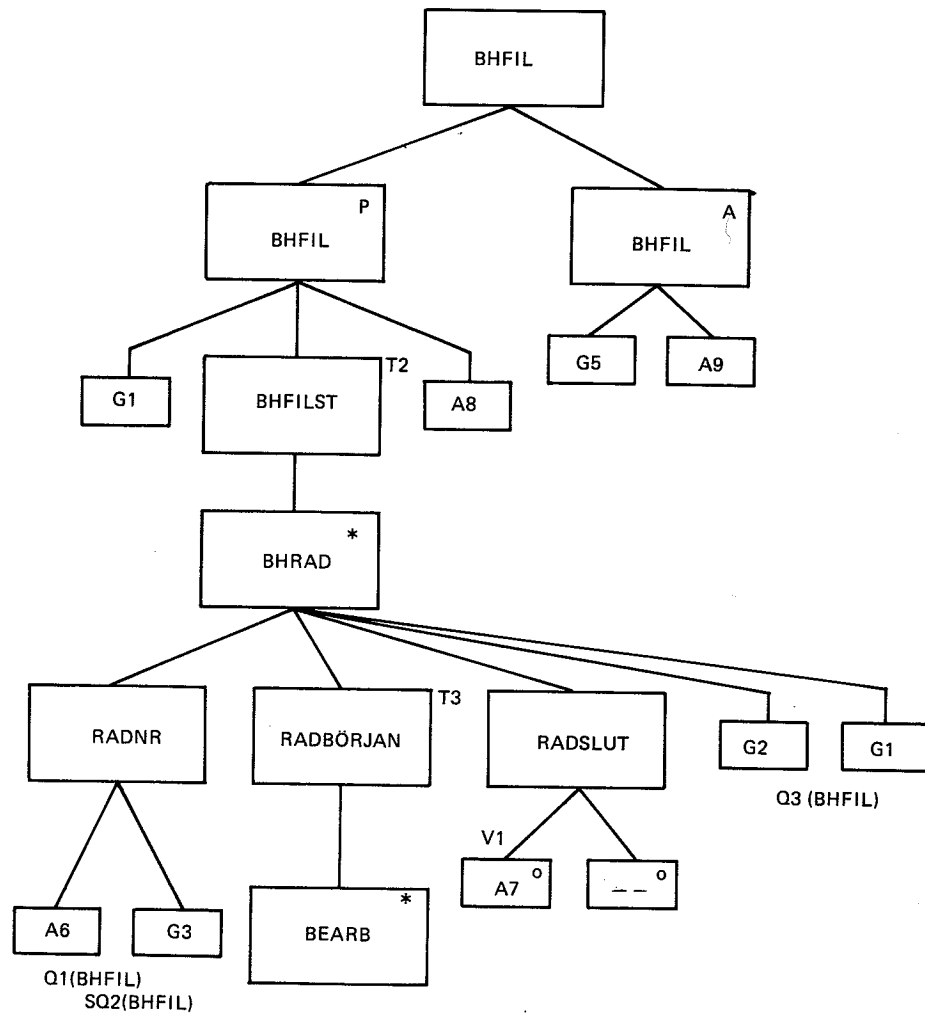 BHFIL
P
BHFIL
A
BHFIL
G1
T2
BHFILST
A8
G5
A9
*
BHRAD
RADNR
T3
RADBÖRJAN
RADSLUT
G2
G1
Q3 (BHFIL)
V1
A6
G3
*
BEARB
A7 o
— — o
Q1(BHFIL)
SQ2(BHFIL)